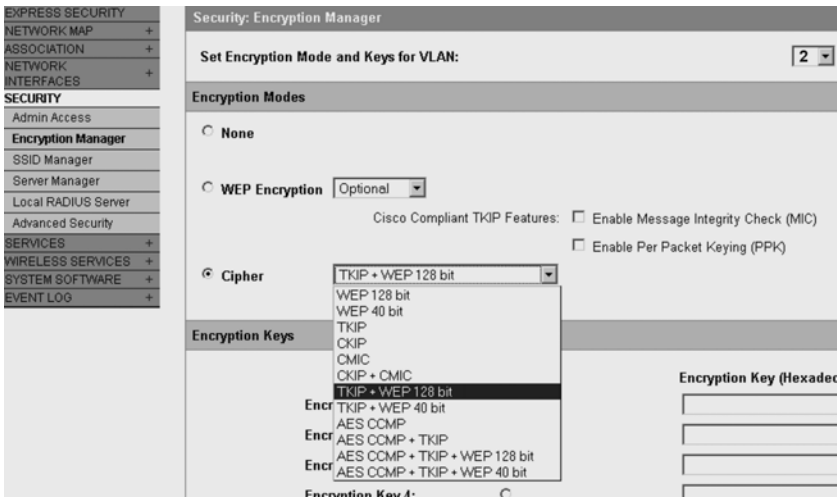 EXPRESS SECURITY
NETWORK MAP +
ASSOCIATION +
NETWORK
INTERFACES +
SECURITY
Admin Access
Encryption Manager
SSID Manager
Server Manager
Local RADIUS Server
Advanced Security
SERVICES +
WIRELESS SERVICES +
SYSTEM SOFTWARE +
EVENT LOG +
Security: Encryption Manager
Set Encryption Mode and Keys for VLAN: 2
Encryption Modes
None
WEP Encryption Optional
Cisco Compliant TKIP Features: Enable Message Integrity Check (MIC)
Enable Per Packet Keying (PPK)
Cipher TKIP + WEP 128 bit
WEP 128 bit
WEP 40 bit
TKIP
CKIP
CMIC
CKIP + CMIC
TKIP + WEP 128 bit
TKIP + WEP 40 bit
AES CCMP
AES CCMP + TKIP
AES CCMP + TKIP + WEP 128 bit
AES CCMP + TKIP + WEP 40 bit
Encryption Keys
Encryption Key (Hexadec
Encr
Encr
Encr
Encryption Key 4: